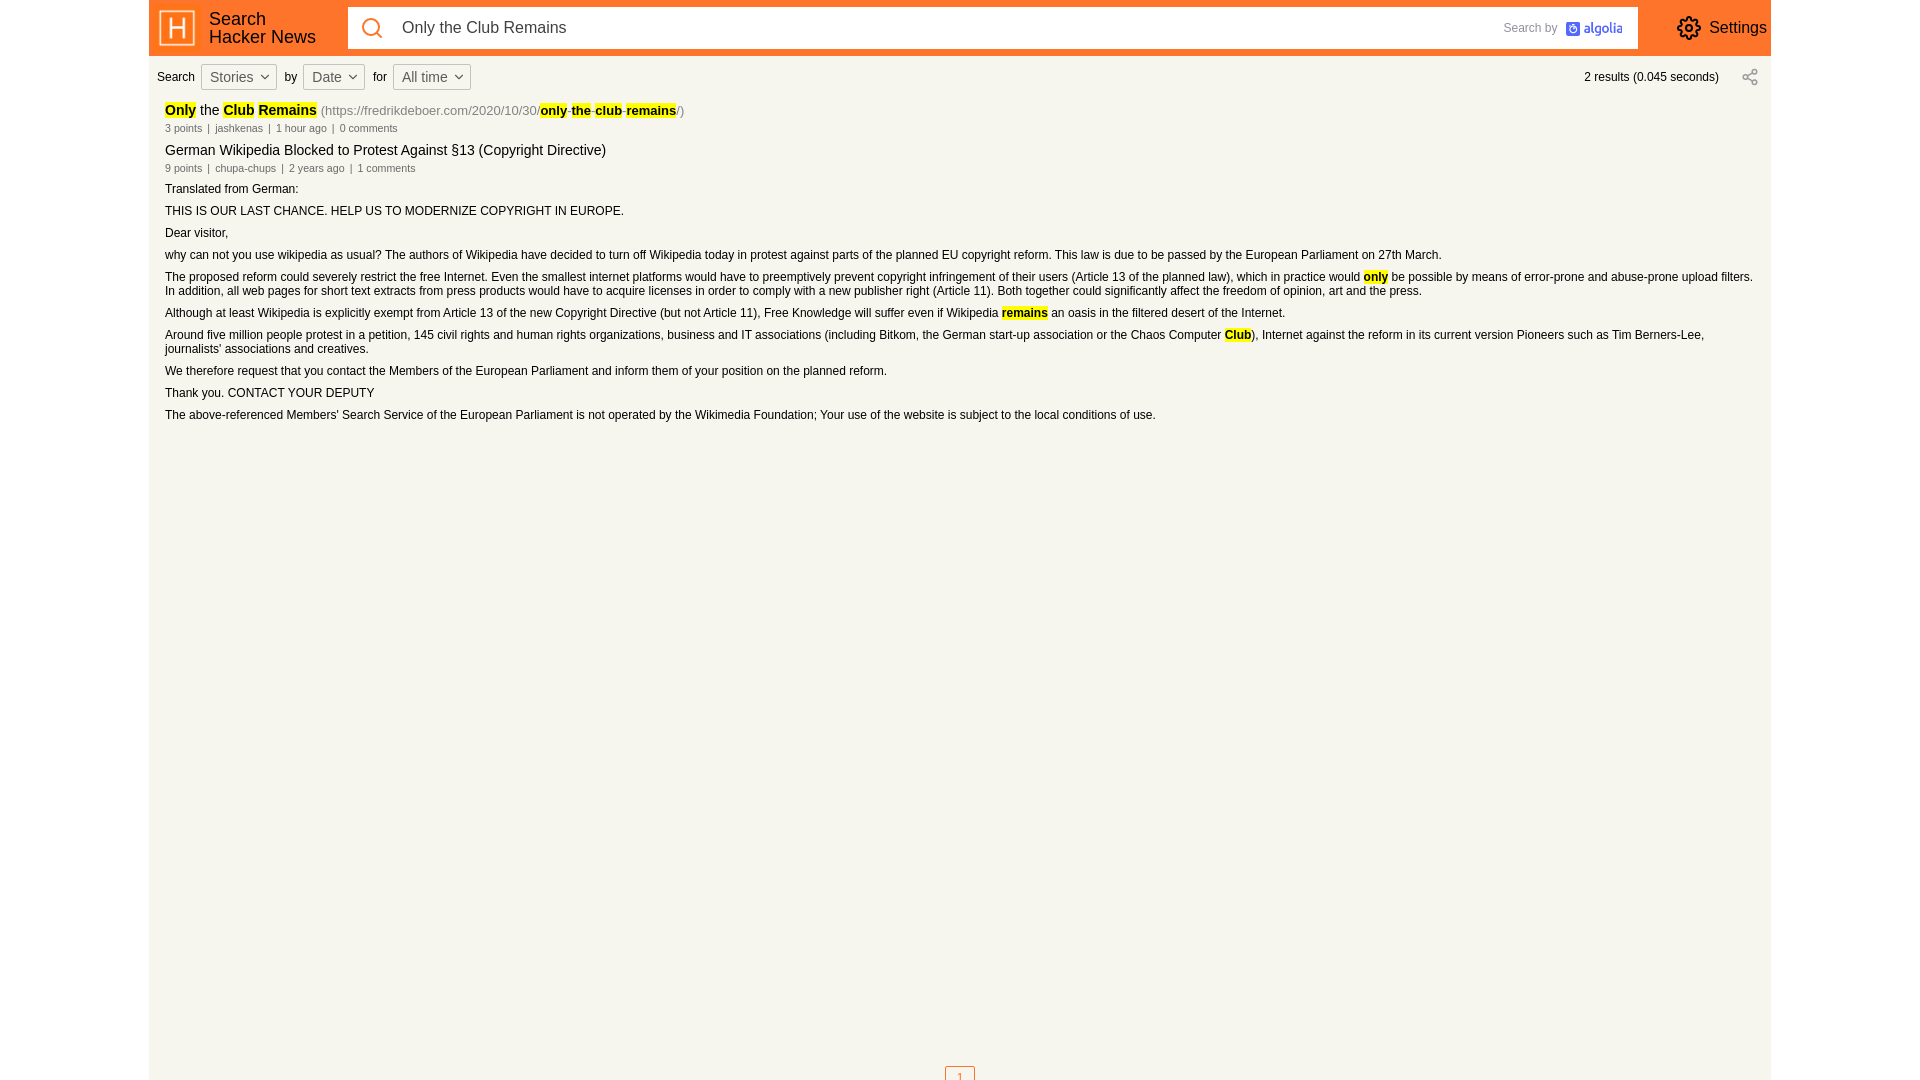 Search
Hacker News
Only the Club Remains
Search by algolia
Settings
Search Stories by Date for All time
2 results (0.045 seconds)
Only the Club Remains (https://fredrikdeboer.com/2020/10/30/only-the-club-remains/)
3 points | jashkenas | 1 hour ago | 0 comments
German Wikipedia Blocked to Protest Against §13 (Copyright Directive)
9 points | chupa-chups | 2 years ago | 1 comments
Translated from German:
THIS IS OUR LAST CHANCE. HELP US TO MODERNIZE COPYRIGHT IN EUROPE.
Dear visitor,
why can not you use wikipedia as usual? The authors of Wikipedia have decided to turn off Wikipedia today in protest against parts of the planned EU copyright reform. This law is due to be passed by the European Parliament on 27th March.
The proposed reform could severely restrict the free Internet. Even the smallest internet platforms would have to preemptively prevent copyright infringement of their users (Article 13 of the planned law), which in practice would only be possible by means of error-prone and abuse-prone upload filters.
In addition, all web pages for short text extracts from press products would have to acquire licenses in order to comply with a new publisher right (Article 11). Both together could significantly affect the freedom of opinion, art and the press.
Although at least Wikipedia is explicitly exempt from Article 13 of the new Copyright Directive (but not Article 11), Free Knowledge will suffer even if Wikipedia remains an oasis in the filtered desert of the Internet.
Around five million people protest in a petition, 145 civil rights and human rights organizations, business and IT associations (including Bitkom, the German start-up association or the Chaos Computer Club), Internet against the reform in its current version Pioneers such as Tim Berners-Lee,
journalists' associations and creatives.
We therefore request that you contact the Members of the European Parliament and inform them of your position on the planned reform.
Thank you. CONTACT YOUR DEPUTY
The above-referenced Members' Search Service of the European Parliament is not operated by the Wikimedia Foundation; Your use of the website is subject to the local conditions of use.
1